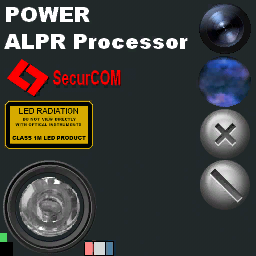 POWER
ALPR Processor
SecurCOM
LED RADIATION
DO NOT VIEW DIRECTLY
WITH OPTICAL INSTRUMENTS
CLASS 1M LED PRODUCT